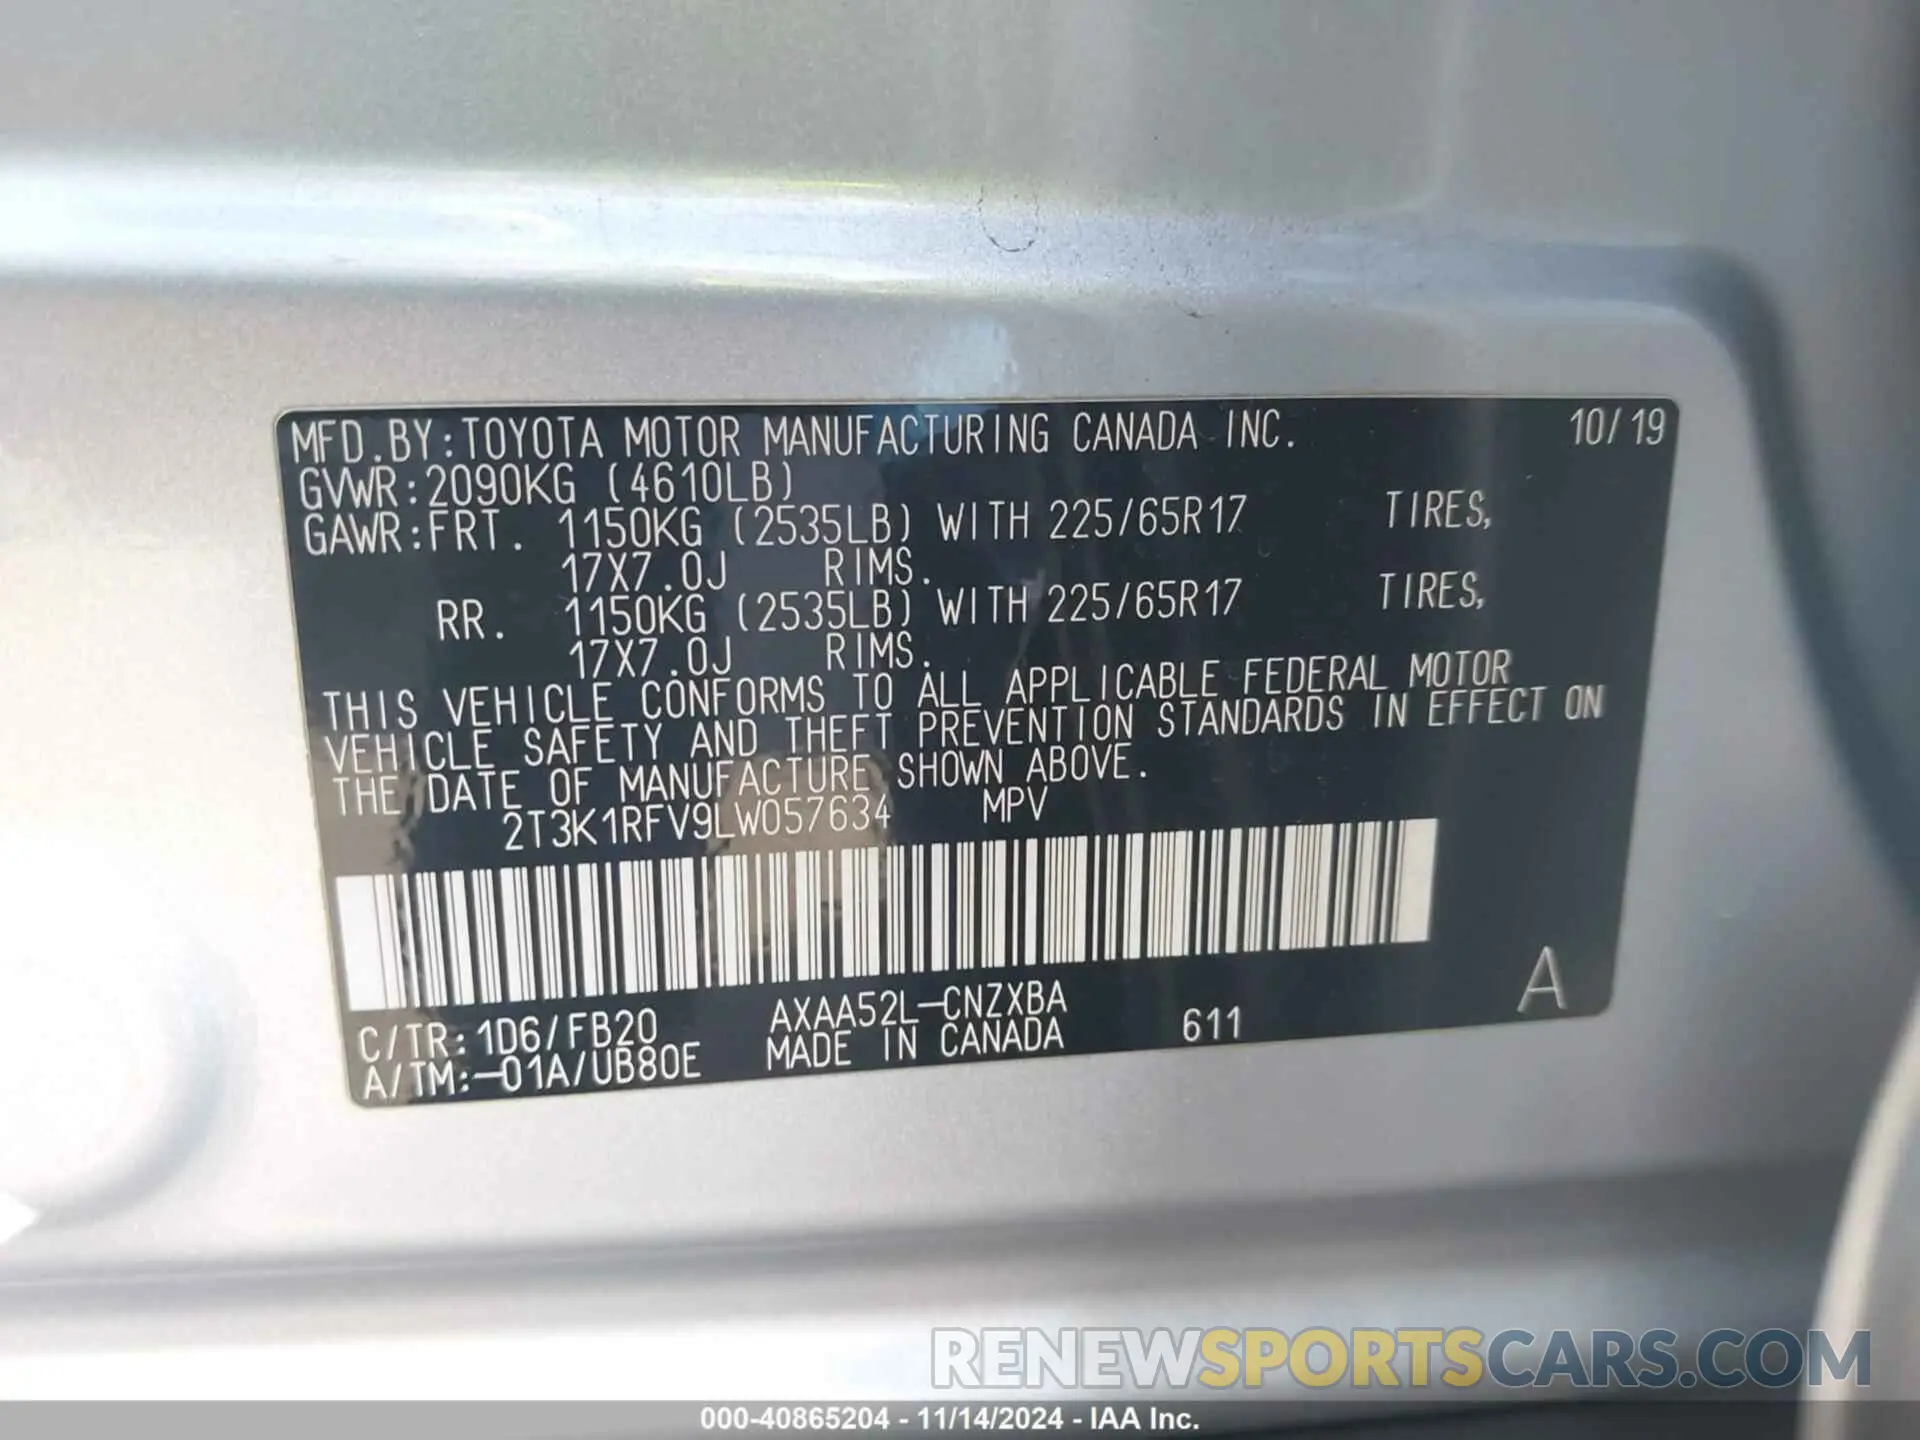 MFD.BY:TOYOTA MOTOR MANUFACTURING CANADA INC. 10/19
GVWR:2090KG (4610LB)
GAWR:FRT. 1150KG (2535LB) WITH 225/65R17 TIRES,
17X7.0J RIMS.
RR. 1150KG (2535LB) WITH 225/65R17 TIRES,
17X7.0J RIMS.
THIS VEHICLE CONFORMS TO ALL APPLICABLE FEDERAL MOTOR
VEHICLE SAFETY AND THEFT PREVENTION STANDARDS IN EFFECT ON
THE DATE OF MANUFACTURE SHOWN ABOVE.
2T3K1RFV9LW057634 MPV
C/TR:1D6/FB20 AXAA52L-CNZXBA 611 A
A/TM:-01A/UB80E MADE IN CANADA
RENEWSPORTSCARS.COM
000-40865204 - 11/14/2024 - IAA Inc.